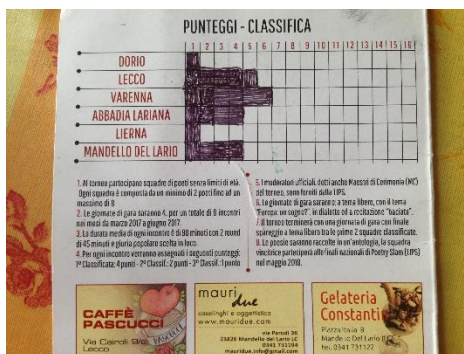 PUNTEGGI - CLASSIFICA
1 2 3 4 5 6 7 8 9 10 11 12 13 14 15 16
DORIO
LECCO
VARENNA
ABBADIA LARIANA
LIERNA
MANDELLO DEL LARIO
1. Al torneo partecipano squadre di poeti senza limiti di età.
Ogni squadra è composta da un minimo di 2 poeti fino ad un
massimo di 8
2. Le giornate di gara saranno 4, per un totale di 8 incontri
nei mesi da marzo 2017 a giugno 2017.
3. La durata media di ogni incontro è di 90 minuti con 2 round
di 45 minuti e giuria popolare scelta in loco.
4. Per ogni incontro verranno assegnati i seguenti punteggi:
1ª Classificata: 4 punti - 2ª Classif.: 2 punti - 3ª Classif.: 1 punto
5. I moderatori ufficiali, detti anche Maestri di Cerimonia (MC)
del torneo, sono forniti dalla LIPS.
6. Le giornate di gara saranno: a tema libero, con il tema
"Europa: un sogno?", in dialetto ed a recitazione "baciata".
7. Il torneo terminerà con una giornata di gara con finale
spareggio a tema libero tra le prime 2 squadre classificate.
8. Le poesie saranno raccolte in un'antologia, la squadra
vincitrice parteciperà alle finali nazionali di Poetry Slam (LIPS)
nel maggio 2018.
CAFFÈ
PASCUCCI
Via Cairoli 9/c
Lecco
mauri
due
casalinghi e oggettistica
www.mauridue.com
via Parodi 36
23826 Mandello del Lario LC
0341 731194
mauridue.info@gmail.com
Gelateria
Constantin
Piazza Italia 8
Mandello Del Lario (LC)
tel. 0341 731122